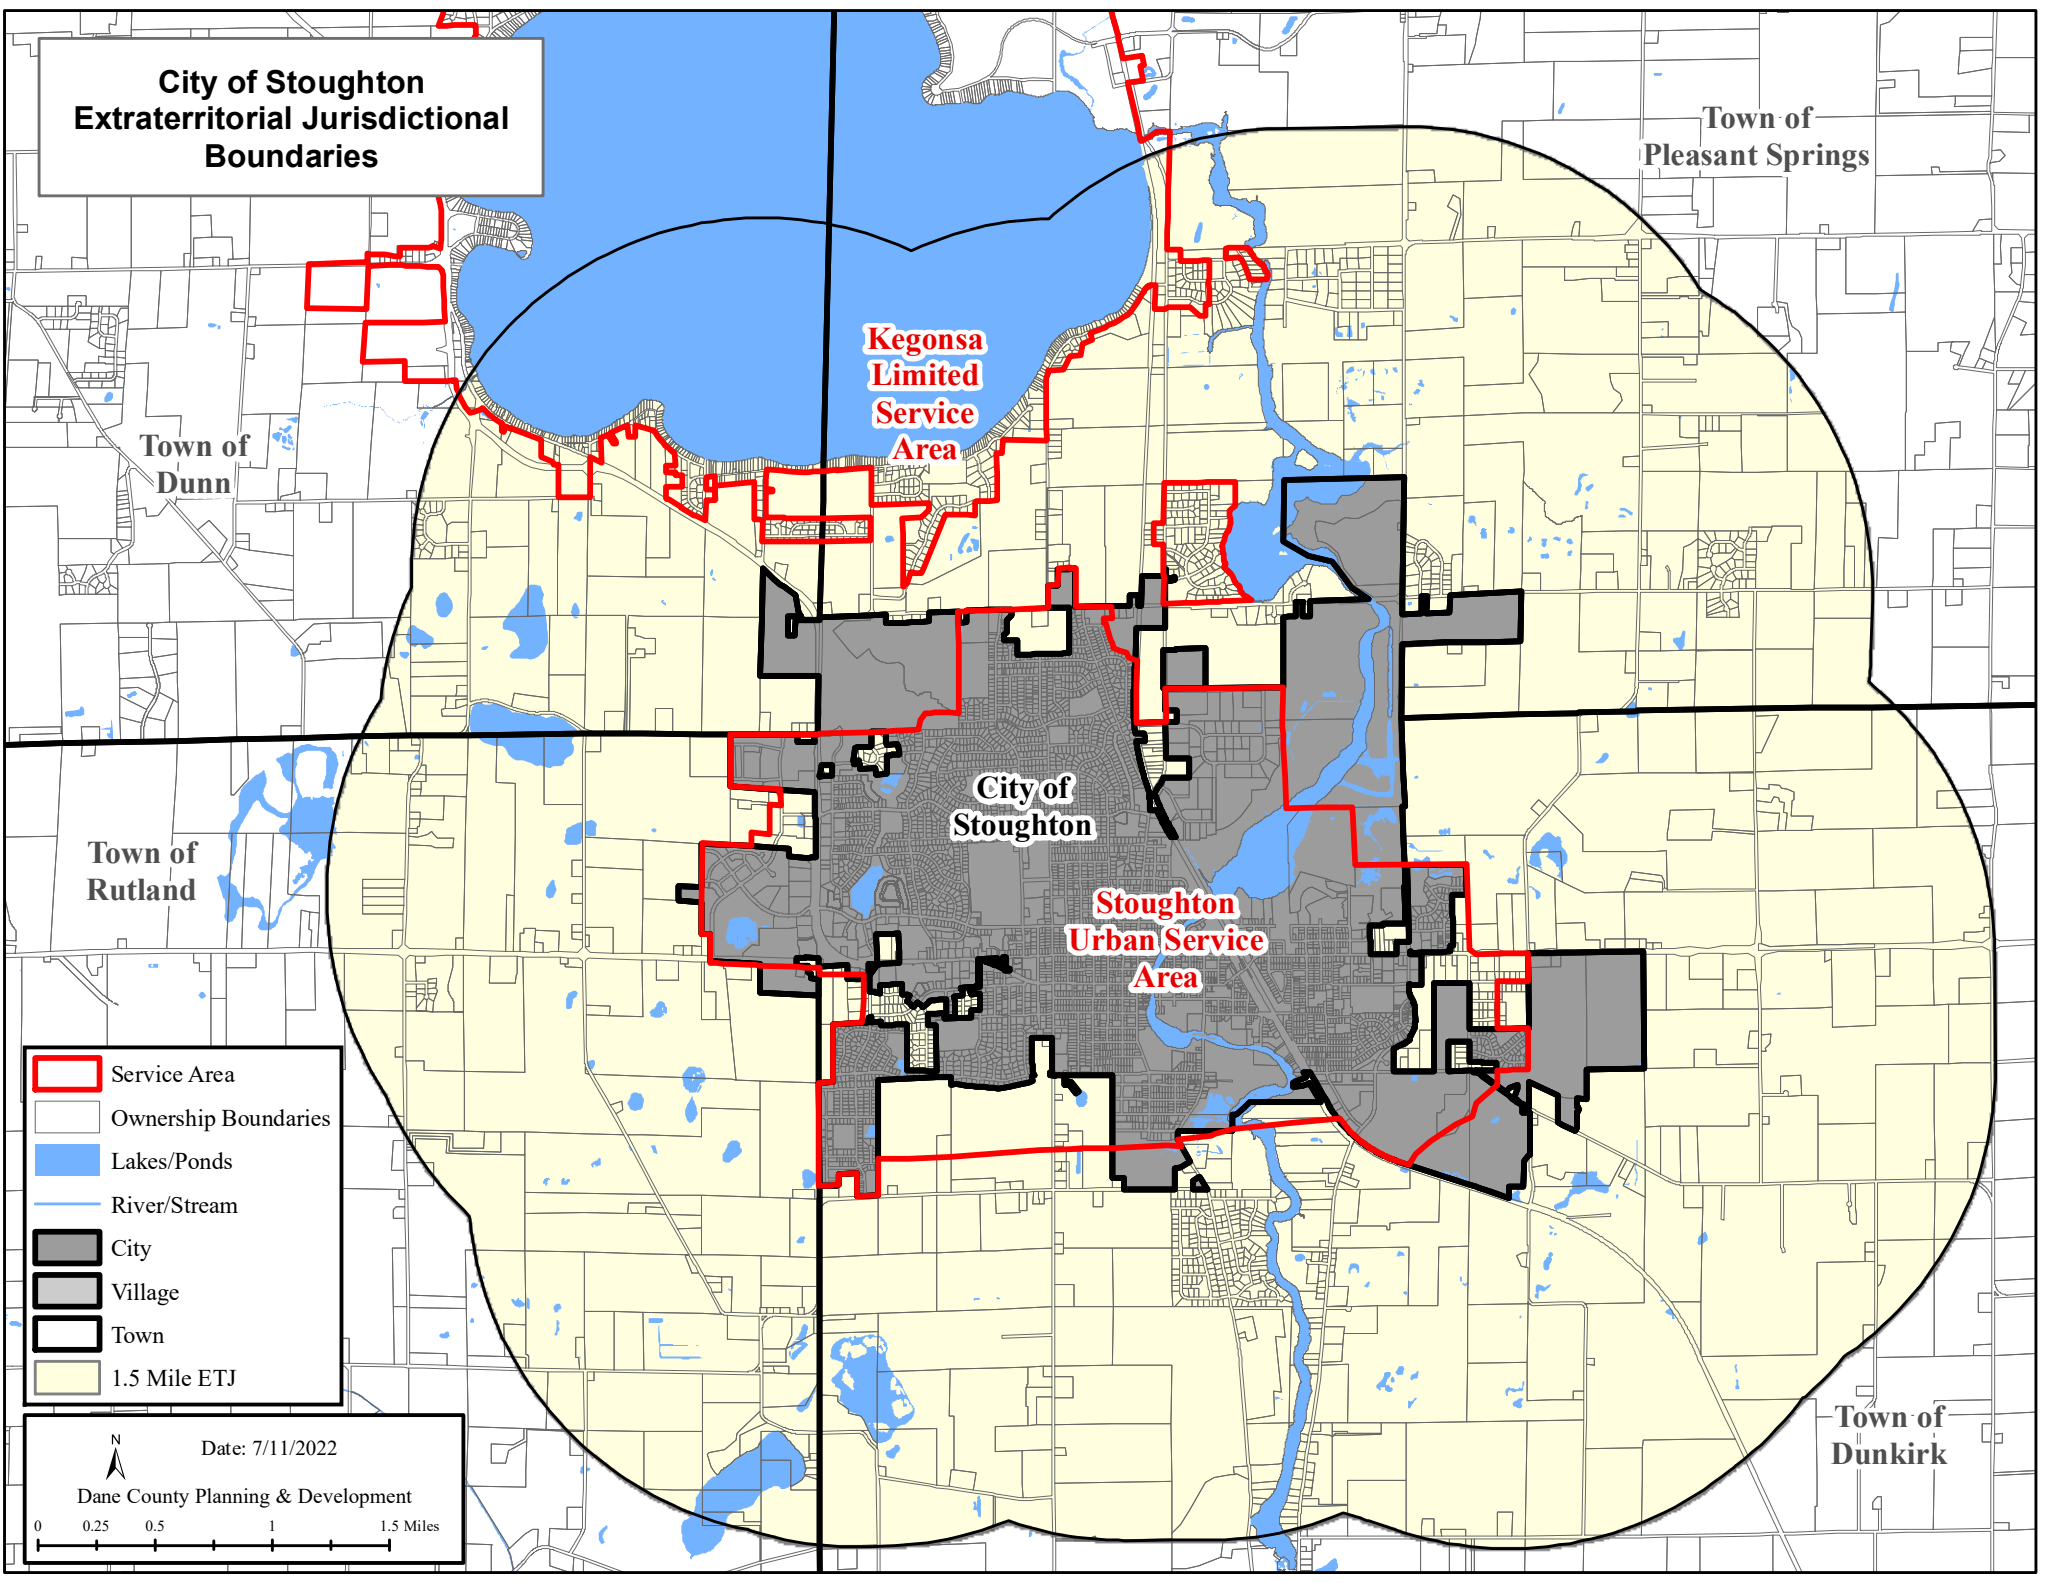 City of Stoughton
Extraterritorial Jurisdictional
Boundaries
Town of
Pleasant Springs
Kegonsa
Limited
Service
Area
Town of
Dunn
City of
Stoughton
Town of
Rutland
Stoughton
Urban Service
Area
Service Area
Ownership Boundaries
Lakes/Ponds
River/Stream
City
Village
Town
1.5 Mile ETJ
Town of
Dunkirk
N
Date: 7/11/2022
Dane County Planning & Development
0 0.25 0.5 1 1.5 Miles